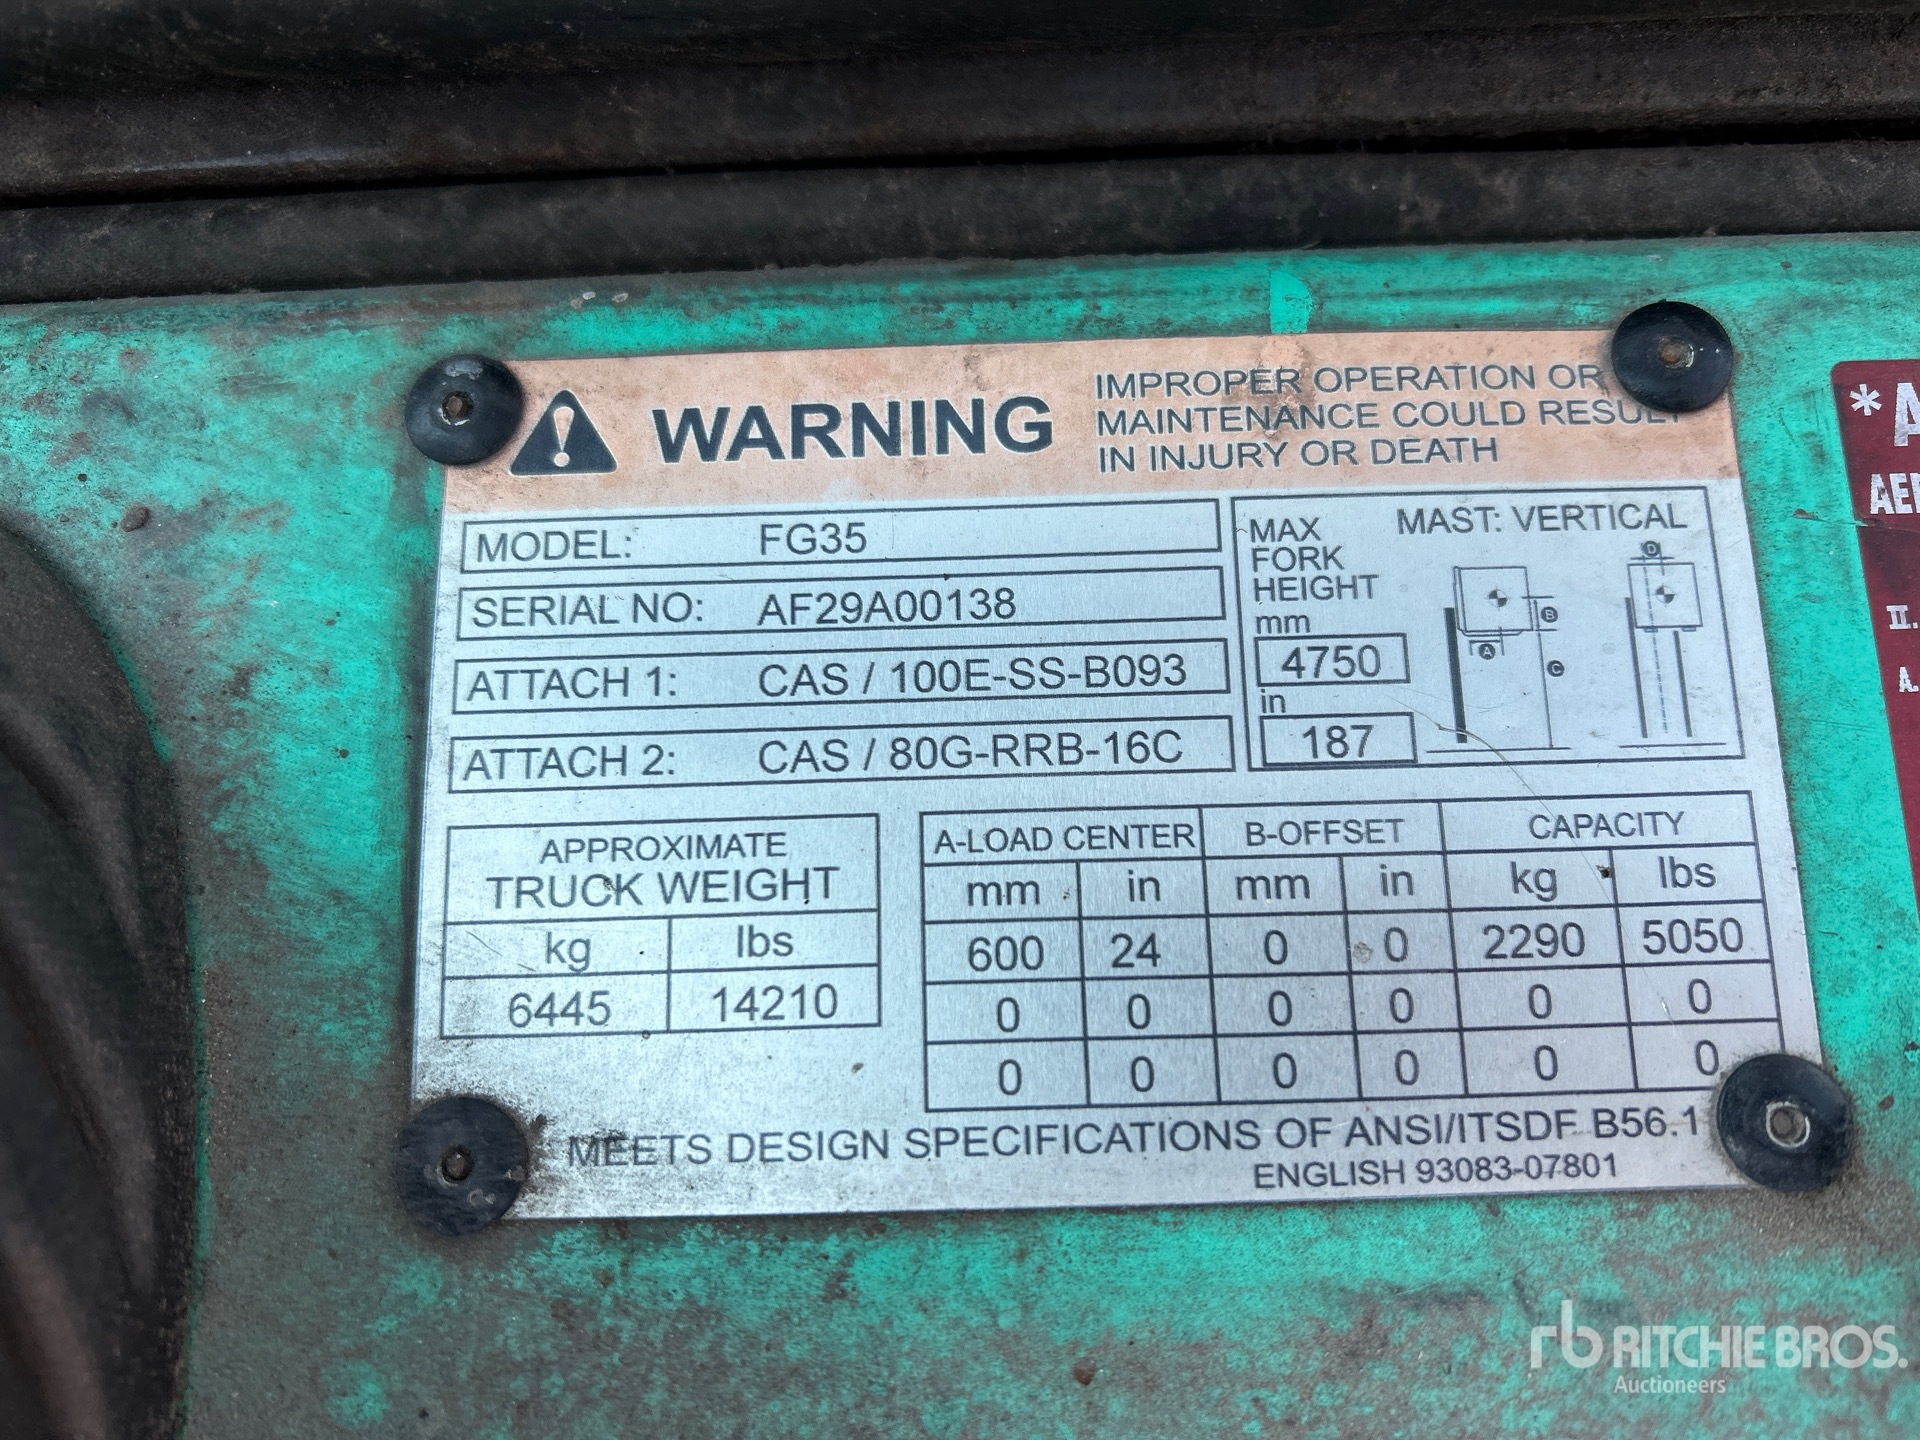 WARNING
IMPROPER OPERATION OR
MAINTENANCE COULD RESULT
IN INJURY OR DEATH
MODEL: FG35
SERIAL NO: AF29A00138
ATTACH 1: CAS / 100E-SS-B093
ATTACH 2: CAS / 80G-RRB-16C
MAX
FORK
HEIGHT
mm
4750
in
187
MAST: VERTICAL
D
B
A
C
APPROXIMATE
TRUCK WEIGHT
kg lbs
6445 14210
A-LOAD CENTER B-OFFSET CAPACITY
mm in mm in kg lbs
600 24 0 0 2290 5050
0 0 0 0 0 0
0 0 0 0 0 0
MEETS DESIGN SPECIFICATIONS OF ANSI/ITSDF B56.1
ENGLISH 93083-07801
II.
A.
rb RITCHIE BROS.
Auctioneers